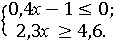 0,4x − 1 ≤ 0;
2,3x ≥ 4,6.